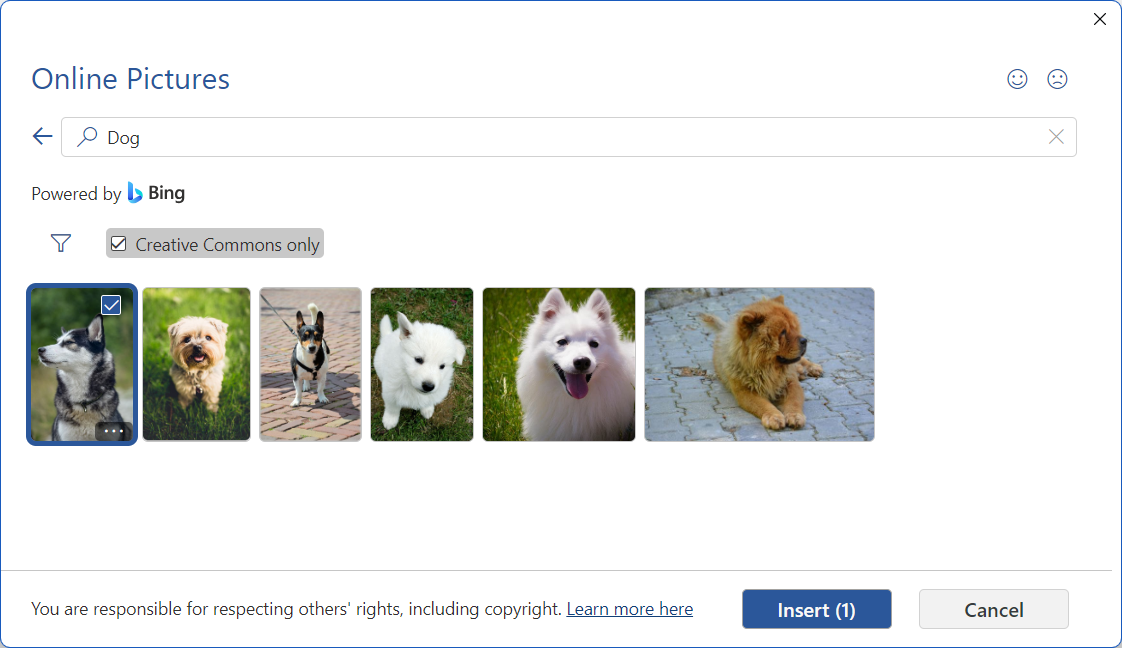 Online Pictures
Dog
Powered by Bing
Creative Commons only
You are responsible for respecting others' rights, including copyright. Learn more here
Insert (1)
Cancel